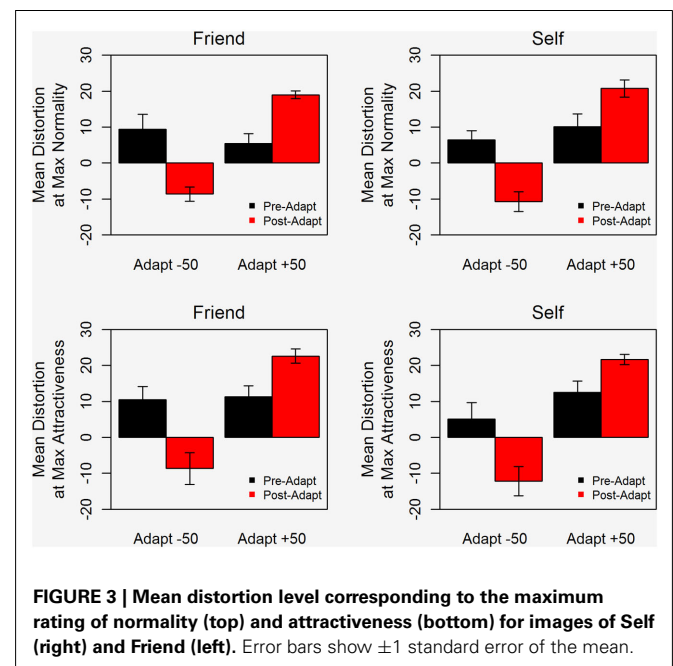 Friend
Mean Distortion
at Max Normality
30
20
10
0
-10
-20
Pre-Adapt
Post-Adapt
Adapt -50 Adapt +50
Self
Mean Distortion
at Max Normality
30
20
10
0
-10
-20
Pre-Adapt
Post-Adapt
Adapt -50 Adapt +50
Friend
Mean Distortion
at Max Attractiveness
30
20
10
0
-10
-20
Pre-Adapt
Post-Adapt
Adapt -50 Adapt +50
Self
Mean Distortion
at Max Attractiveness
30
20
10
0
-10
-20
Pre-Adapt
Post-Adapt
Adapt -50 Adapt +50
FIGURE 3 | Mean distortion level corresponding to the maximum
rating of normality (top) and attractiveness (bottom) for images of Self
(right) and Friend (left). Error bars show ±1 standard error of the mean.